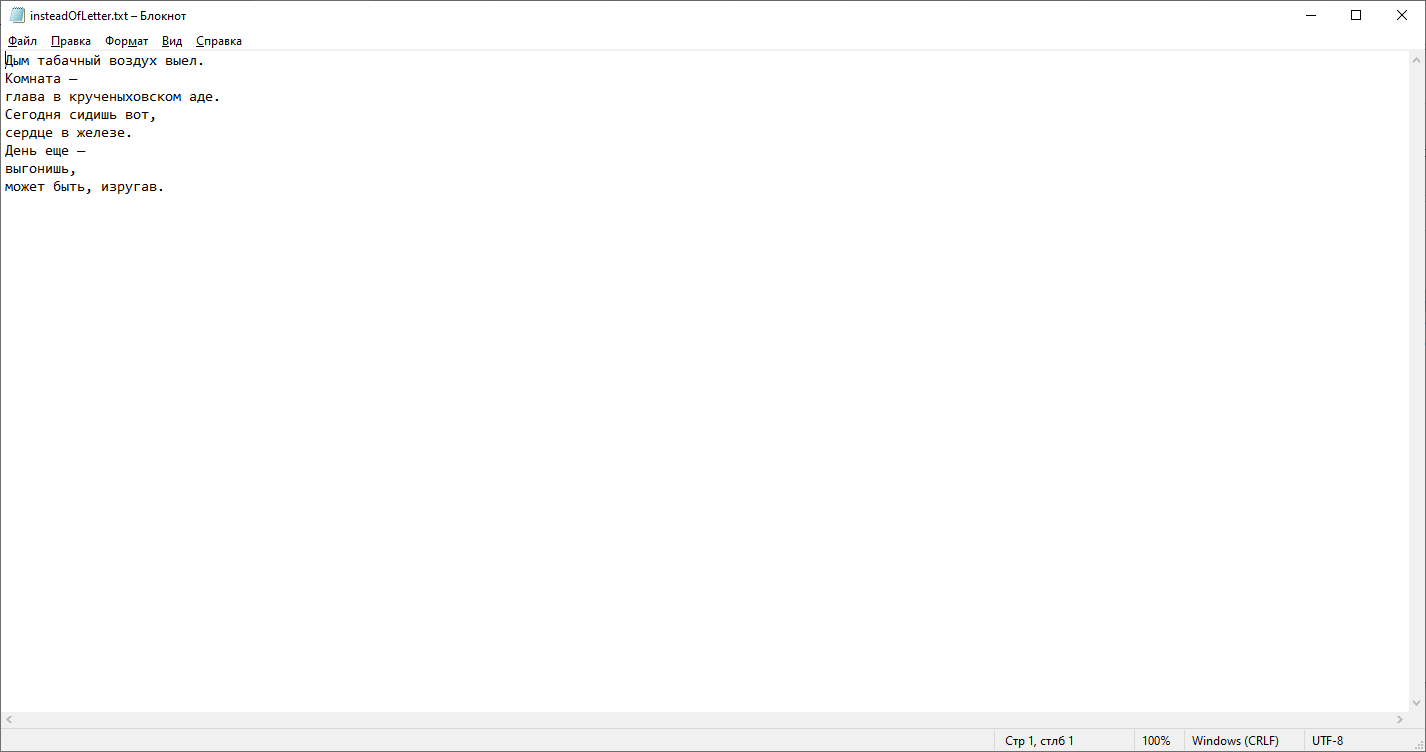 insteadOfLetter.txt – Блокнот
Файл Правка Формат Вид Справка
Дым табачный воздух выел.
Комната —
глава в крученыховском аде.
Сегодня сидишь вот,
сердце в железе.
День еще —
выгонишь,
может быть, изругав.
Стр 1, стлб 1 100% Windows (CRLF) UTF-8